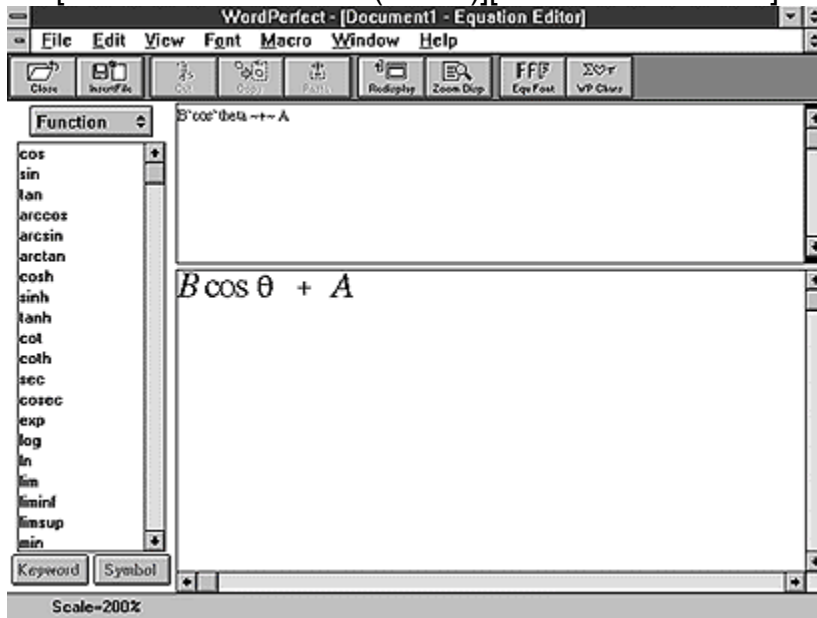 WordPerfect - [Document1 - Equation Editor]
File Edit View Font Macro Window Help
Close InsertFile Cut Copy Paste Redisplay Zoom Disp Equ Font WP Chars
Function
B`cos`theta ~+~ A
cos
sin
tan
arccos
arcsin
arctan
cosh
sinh
tanh
cot
coth
sec
cosec
exp
log
ln
lim
liminf
limsup
min
B cos θ + A
Keyword Symbol
Scale=200%